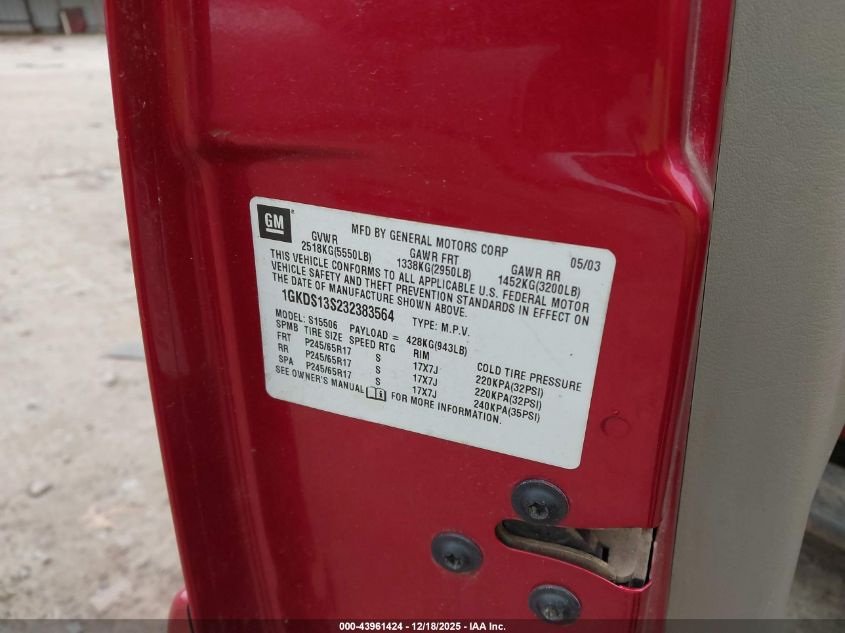 GM
MFD BY GENERAL MOTORS CORP 05/03
GVWR GAWR FRT GAWR RR
2518KG(5550LB) 1338KG(2950LB) 1452KG(3200LB)
THIS VEHICLE CONFORMS TO ALL APPLICABLE U.S. FEDERAL MOTOR
VEHICLE SAFETY AND THEFT PREVENTION STANDARDS IN EFFECT ON
THE DATE OF MANUFACTURE SHOWN ABOVE.
1GKDS13S232383564 TYPE: M.P.V.
MODEL: S15506 PAYLOAD = 428KG(943LB)
SPMB TIRE SIZE SPEED RTG RIM COLD TIRE PRESSURE
FRT P245/65R17 S 17X7J 220KPA(32PSI)
RR P245/65R17 S 17X7J 220KPA(32PSI)
SPA P245/65R17 S 17X7J 240KPA(35PSI)
SEE OWNER'S MANUAL FOR MORE INFORMATION.
000-43961424 - 12/18/2025 - IAA Inc.